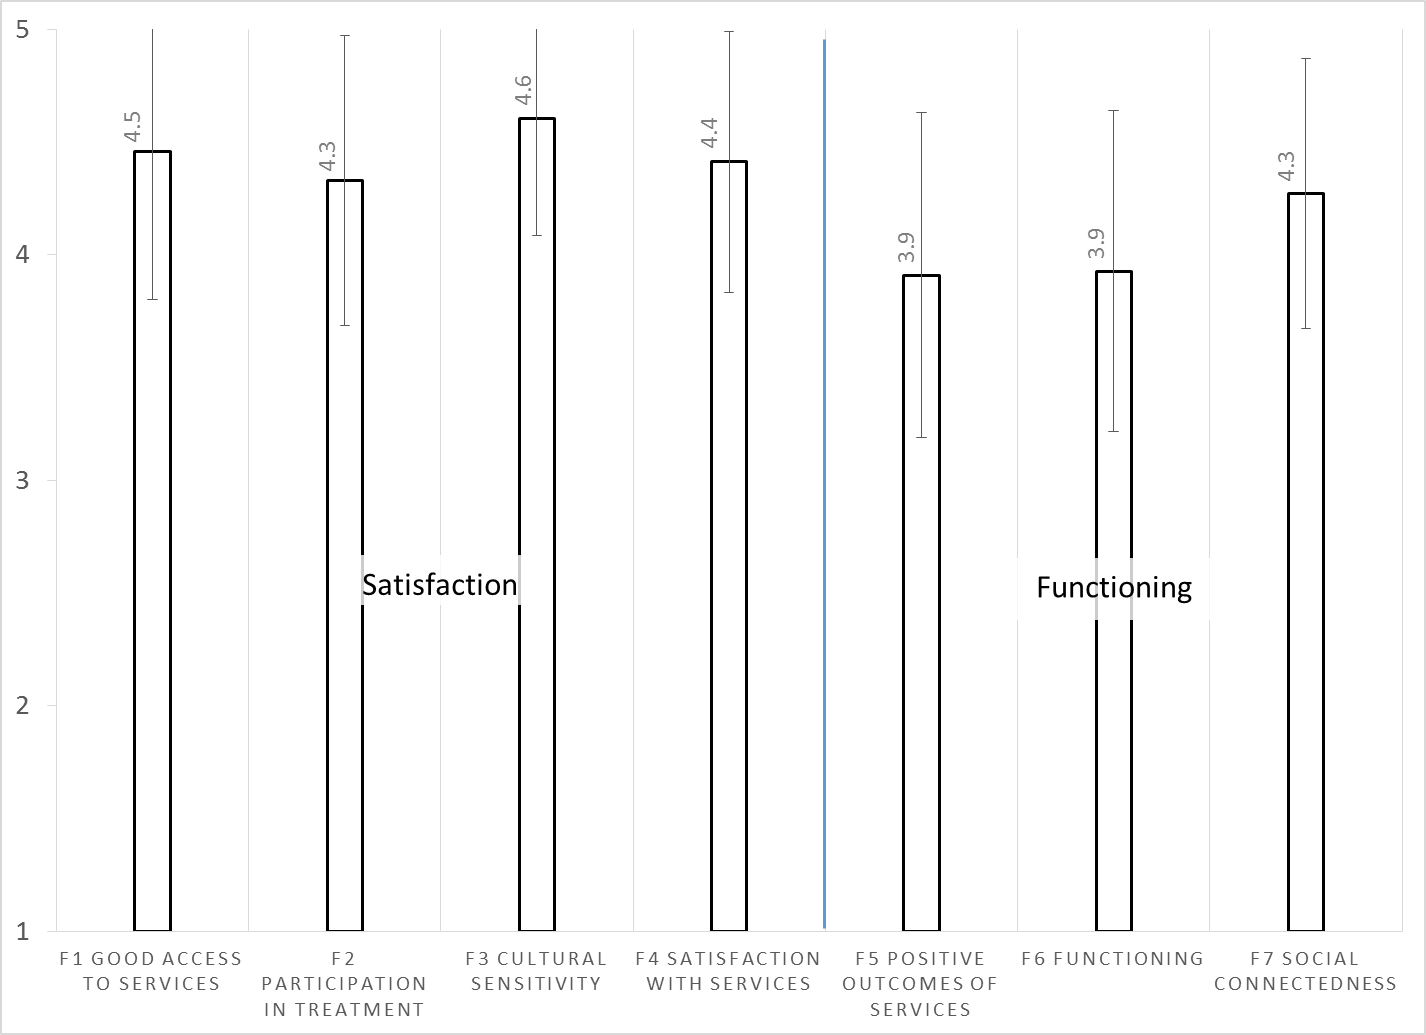 5
4
3
2
1
4.5
4.3
4.6
4.4
3.9
3.9
4.3
Satisfaction
Functioning
F1 GOOD ACCESS
TO SERVICES
F2
PARTICIPATION
IN TREATMENT
F3 CULTURAL
SENSITIVITY
F4 SATISFACTION
WITH SERVICES
F5 POSITIVE
OUTCOMES OF
SERVICES
F6 FUNCTIONING
F7 SOCIAL
CONNECTEDNESS